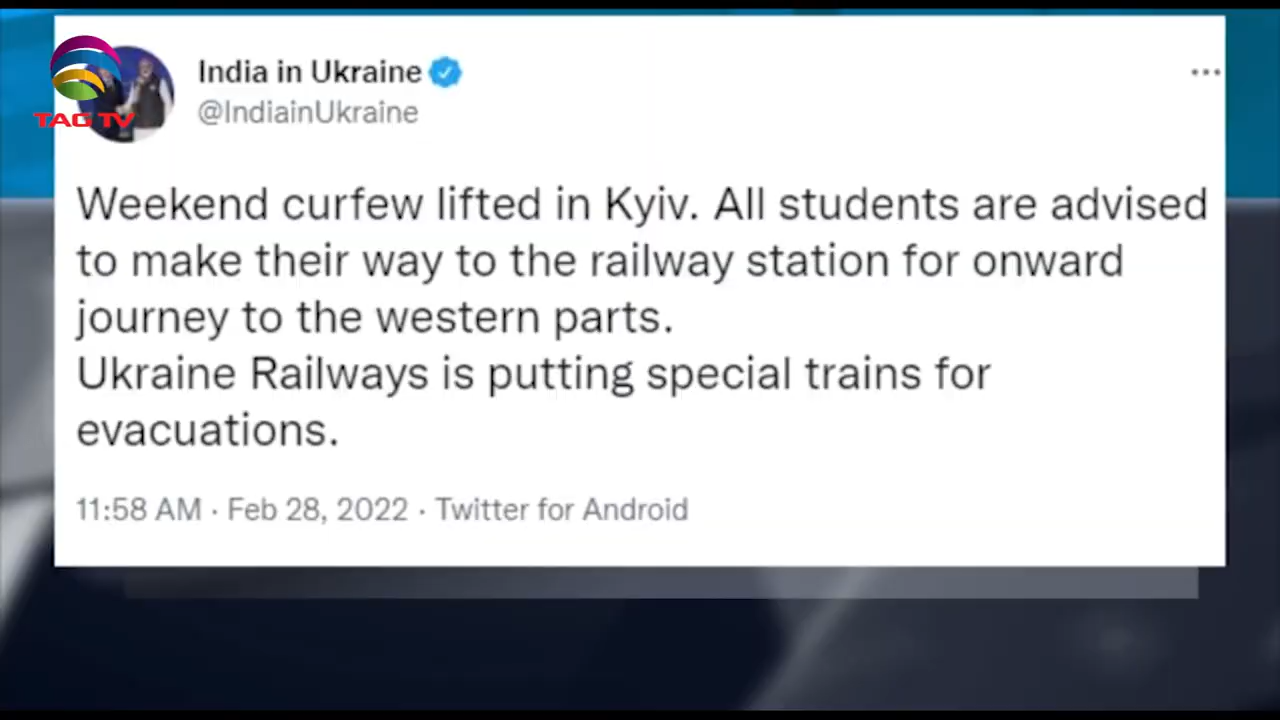 TAG TV
India in Ukraine
@IndiainUkraine
Weekend curfew lifted in Kyiv. All students are advised
to make their way to the railway station for onward
journey to the western parts.
Ukraine Railways is putting special trains for
evacuations.
11:58 AM · Feb 28, 2022 · Twitter for Android